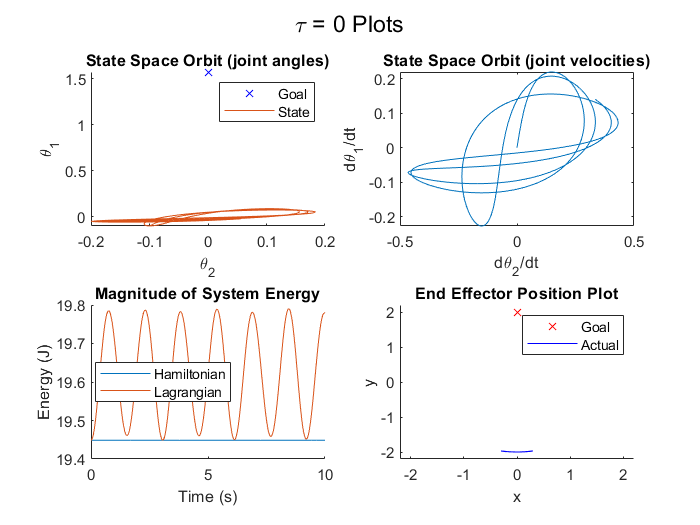 τ = 0 Plots
State Space Orbit (joint angles)
1.5
1
0.5
0
θ1
-0.2
-0.1
0
0.1
0.2
θ2
Goal
State
State Space Orbit (joint velocities)
0.2
0.1
0
-0.1
-0.2
dθ1/dt
-0.5
0
0.5
dθ2/dt
Magnitude of System Energy
19.8
19.7
19.6
19.5
19.4
Energy (J)
0
5
10
Time (s)
Hamiltonian
Lagrangian
End Effector Position Plot
2
1
0
-1
-2
y
-2
-1
0
1
2
x
Goal
Actual